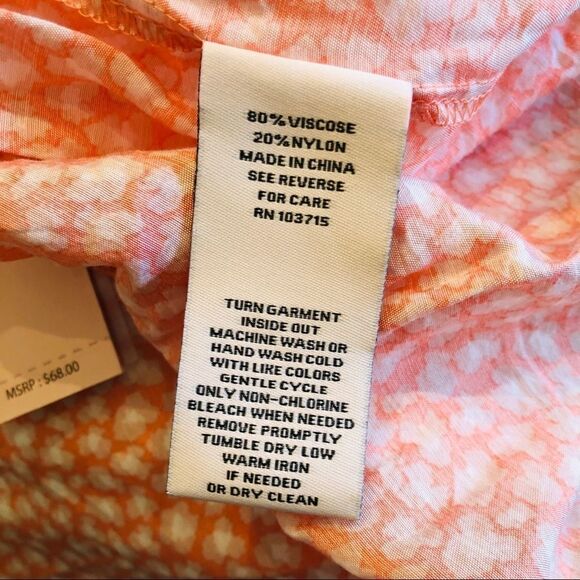 80% VISCOSE
20% NYLON
MADE IN CHINA
SEE REVERSE
FOR CARE
RN 103715
TURN GARMENT
INSIDE OUT
MACHINE WASH OR
HAND WASH COLD
WITH LIKE COLORS
GENTLE CYCLE
ONLY NON-CHLORINE
BLEACH WHEN NEEDED
REMOVE PROMPTLY
TUMBLE DRY LOW
WARM IRON
IF NEEDED
OR DRY CLEAN
MSRP : $68.00